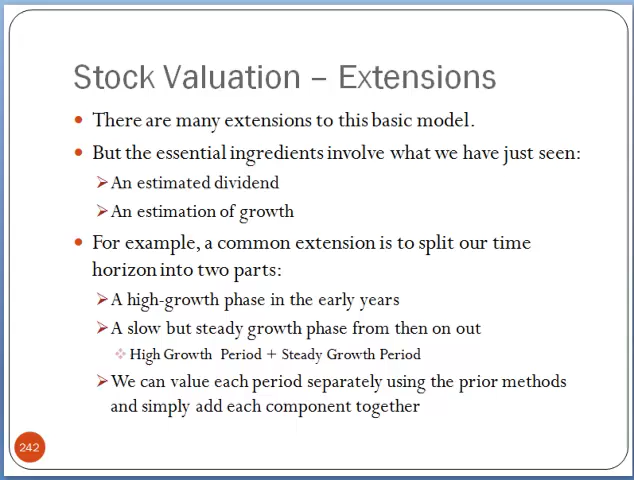 Stock Valuation – Extensions
There are many extensions to this basic model.
But the essential ingredients involve what we have just seen:
An estimated dividend
An estimation of growth
For example, a common extension is to split our time
horizon into two parts:
A high-growth phase in the early years
A slow but steady growth phase from then on out
High Growth Period + Steady Growth Period
We can value each period separately using the prior methods
and simply add each component together
242